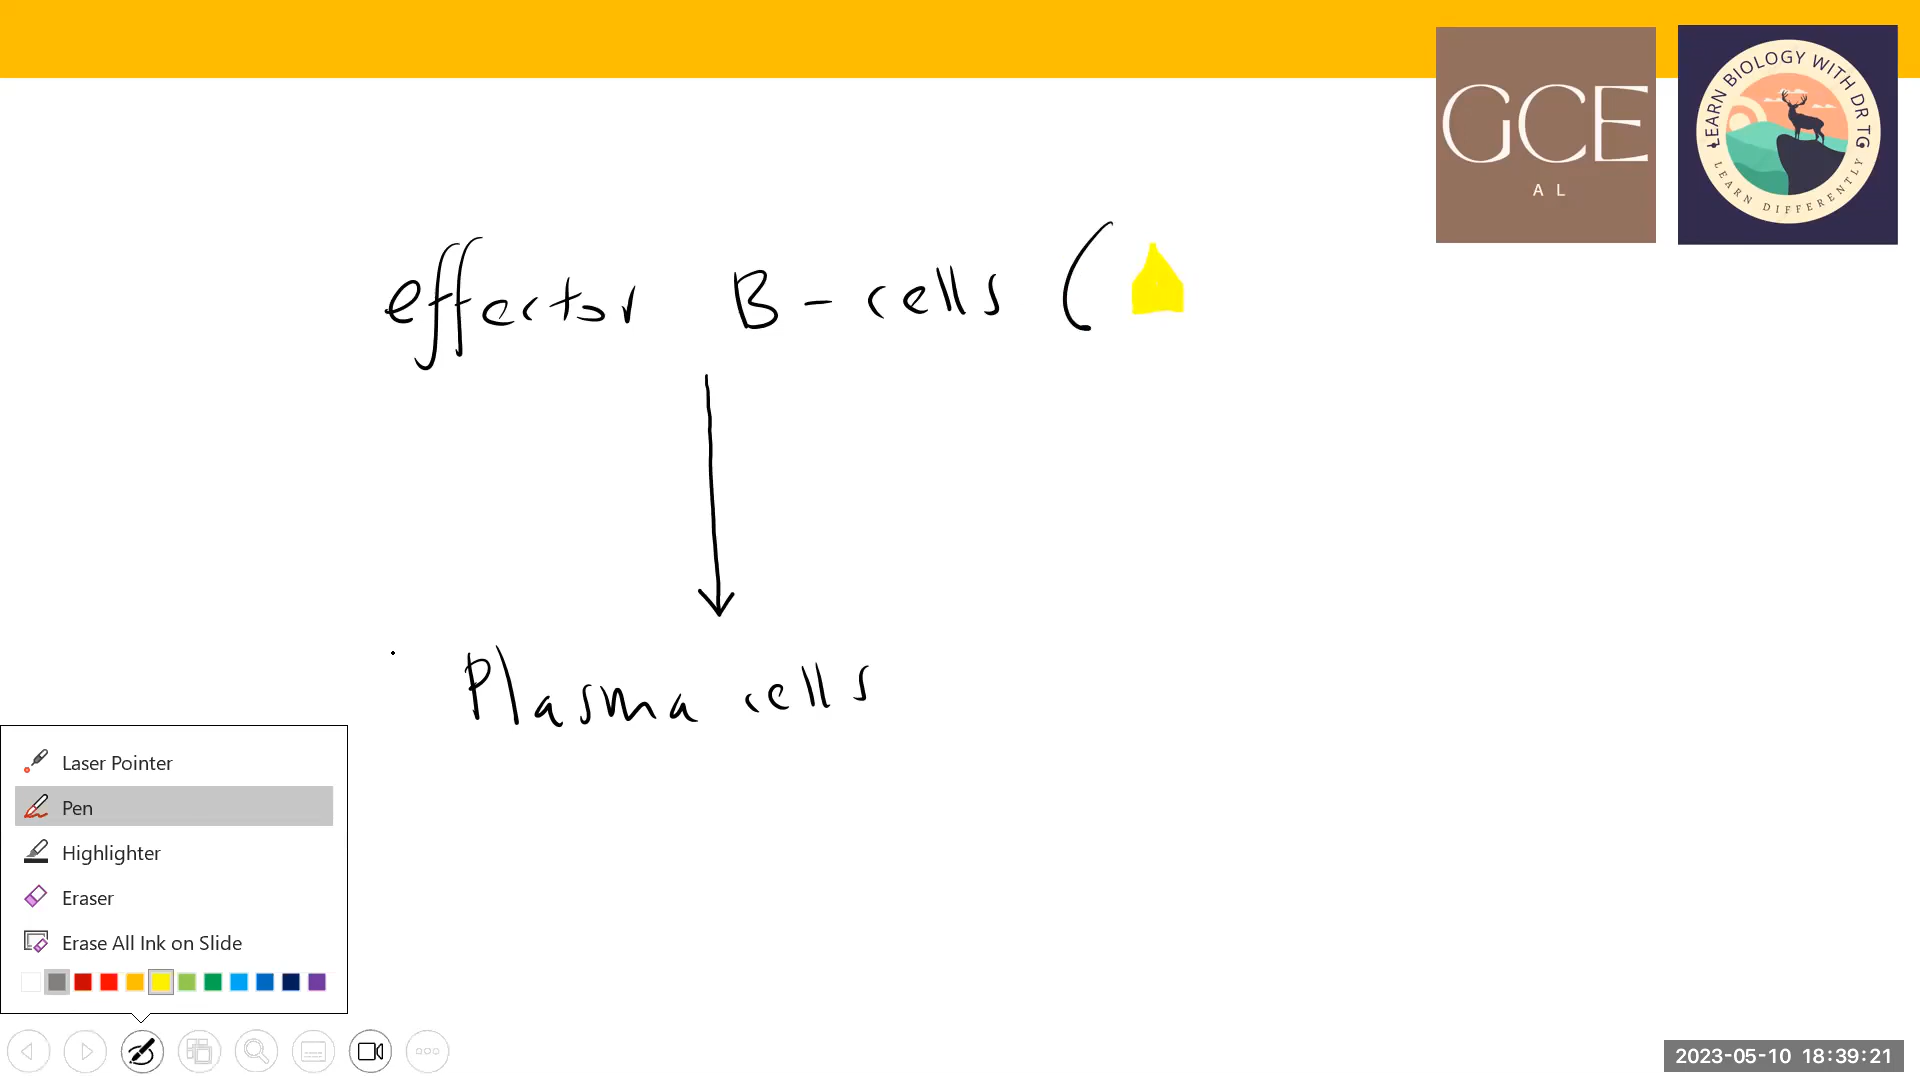 GCE
A L
LEARN BIOLOGY WITH DR TG
LEARN DIFFERENTLY
effector B-cells (
Plasma cells
Laser Pointer
Pen
Highlighter
Eraser
Erase All Ink on Slide
2023-05-10 18:39:21